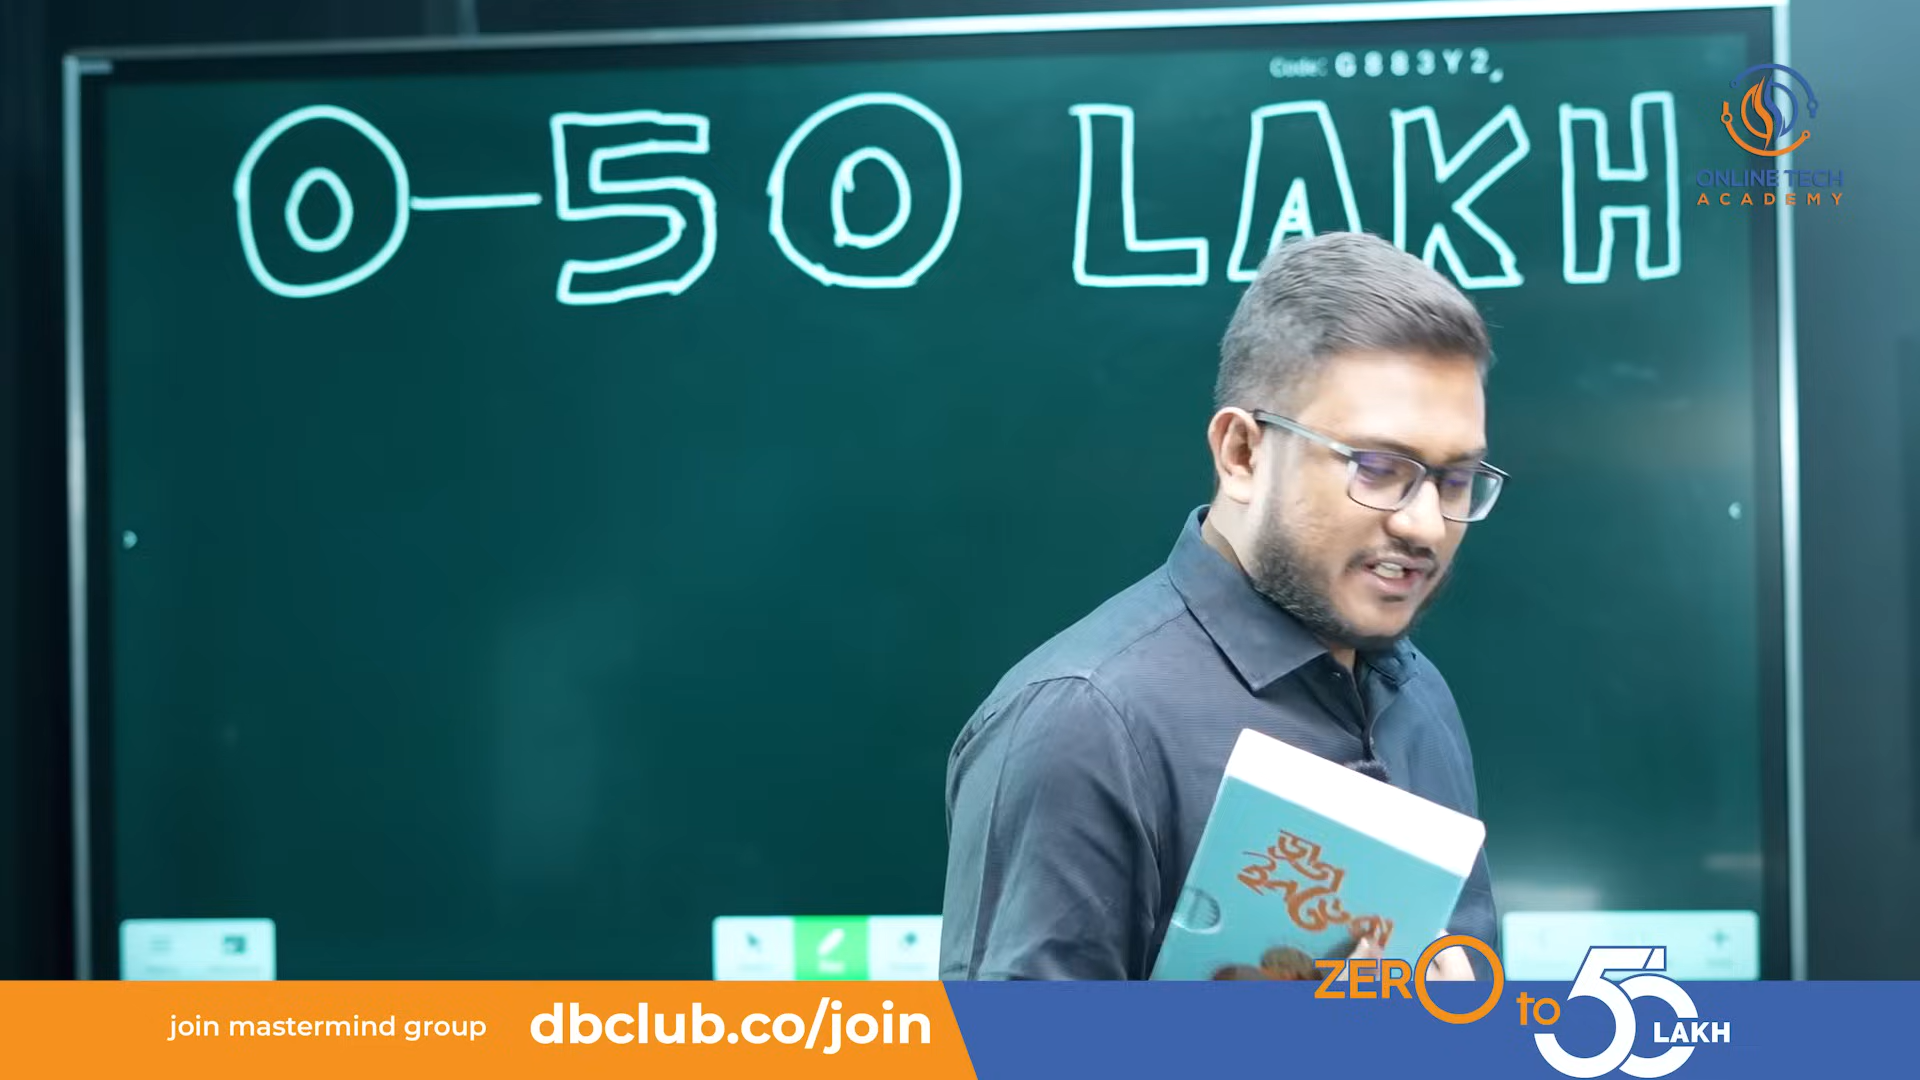 Code: G883Y2,
0-50 LAKH
ONLINE TECH
ACADEMY
ZERO to 50 LAKH
join mastermind group dbclub.co/join